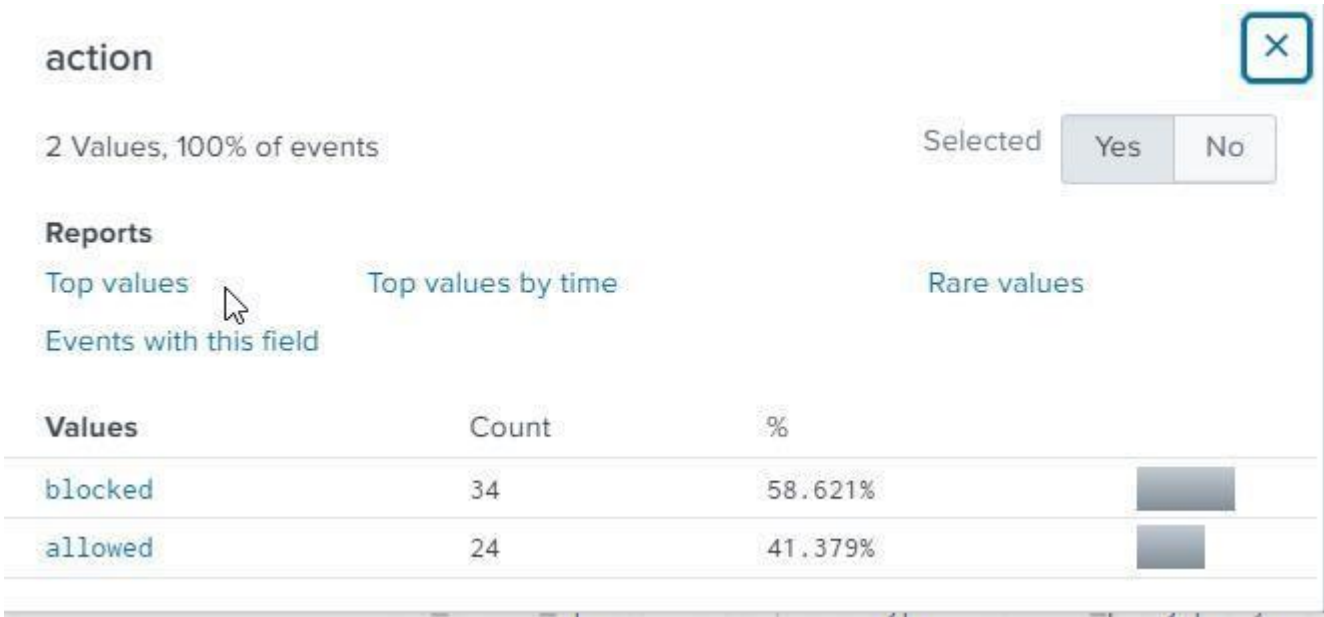 action
2 Values, 100% of events
Selected Yes No
Reports
Top values Top values by time Rare values
Events with this field
Values Count %
blocked 34 58.621%
allowed 24 41.379%